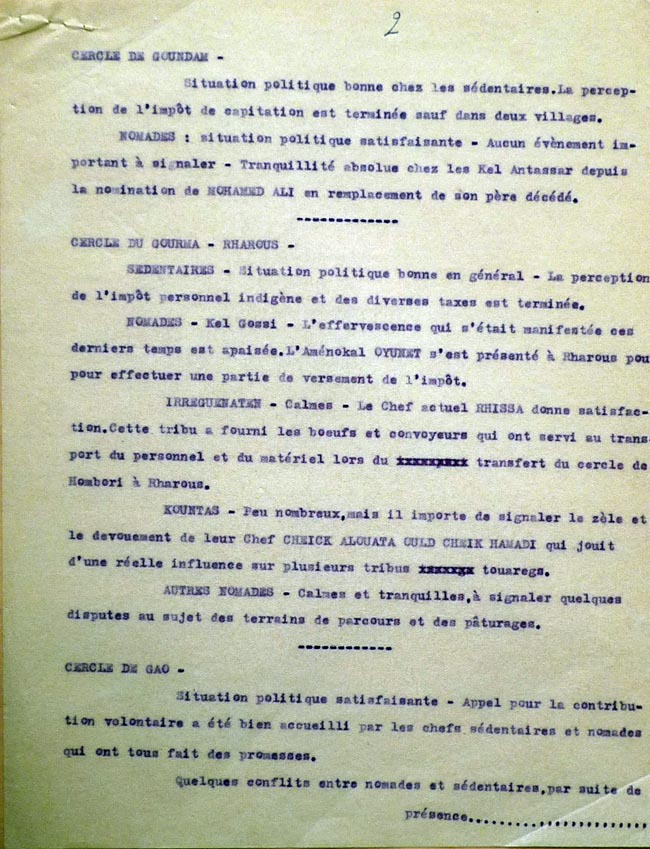 2
CERCLE DE GOUNDAM -
Situation politique bonne chez les sédentaires.La percep-
tion de l'impôt de capitation est terminée sauf dans deux villages.
NOMADES : situation politique satisfaisante - Aucun évènement im-
portant à signaler - Tranquillité absolue chez les Kel Antassar depuis
la nomination de MOHAMED ALI en remplacement de son père décédé.
-------------
CERCLE DU GOURMA - RHAROUS -
SEDENTAIRES - Situation politique bonne en général - La perception
de l'impôt personnel indigène et des diverses taxes est terminée.
NOMADES - Kel Gossi - L'effervescence qui s'était manifestée ces
derniers temps est apaisée.L'Aménokal OYUNET s'est présenté à Rharous pou
pour effectuer une partie de versement de l'impôt.
IRREGUENATEN - Calmes - Le Chef actuel RHISSA donne satisfac-
tion.Cette tribu a fourni les boeufs et convoyeurs qui ont servi au trans
port du personnel et du matériel lors du xxxxxxxxx transfert du cercle de
Hombori à Rharous.
KOUNTAS - Peu nombreux,mais il importe de signaler le zèle et
le devouement de leur Chef CHEICK ALOUATA OULD CHEIK HAMADI qui jouit
d'une réelle influence sur plusieurs tribus xxxxxxx touaregs.
AUTRES NOMADES - Calmes et tranquilles,à signaler quelques
disputes au sujet des terrains de parcours et des pâturages.
------------
CERCLE DE GAO -
Situation politique satisfaisante - Appel pour la contribu-
tion volontaire a été bien accueilli par les chefs sédentaires et nomades
qui ont tous fait des promesses.
Quelques conflits entre nomades et sédentaires,par suite de
présence......................